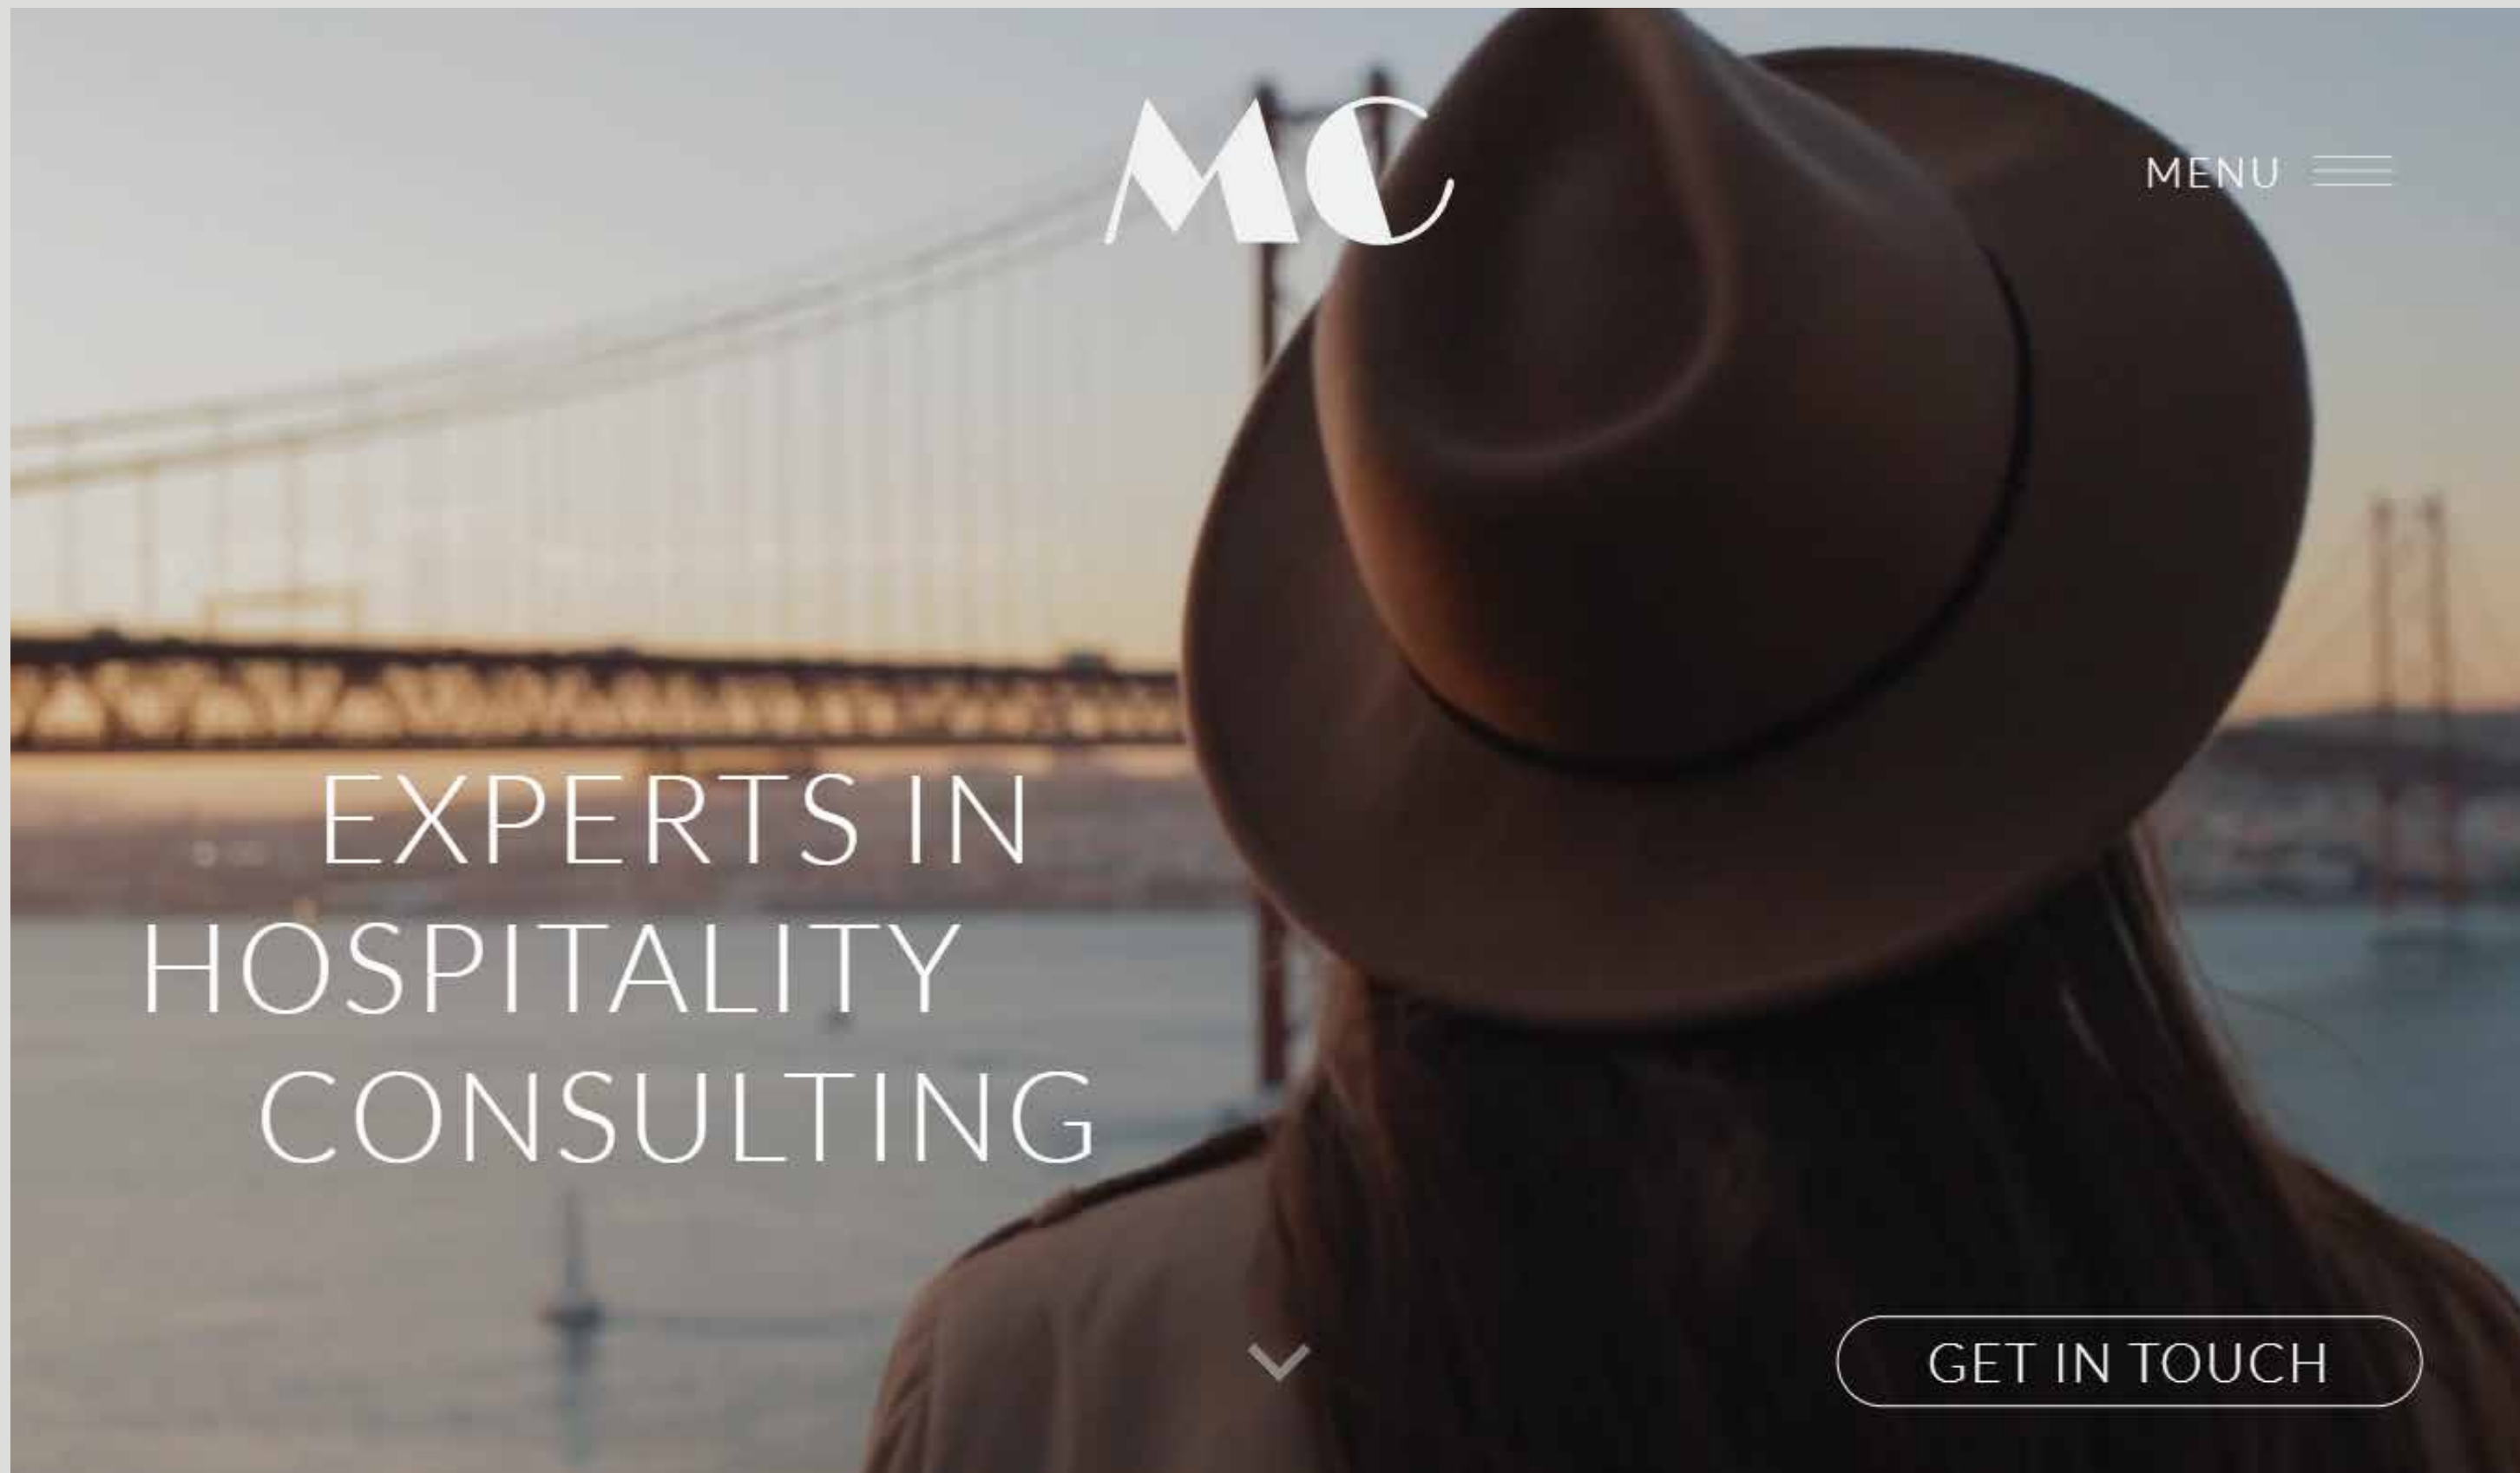 MC
MENU
EXPERTS IN
HOSPITALITY
CONSULTING
GET IN TOUCH